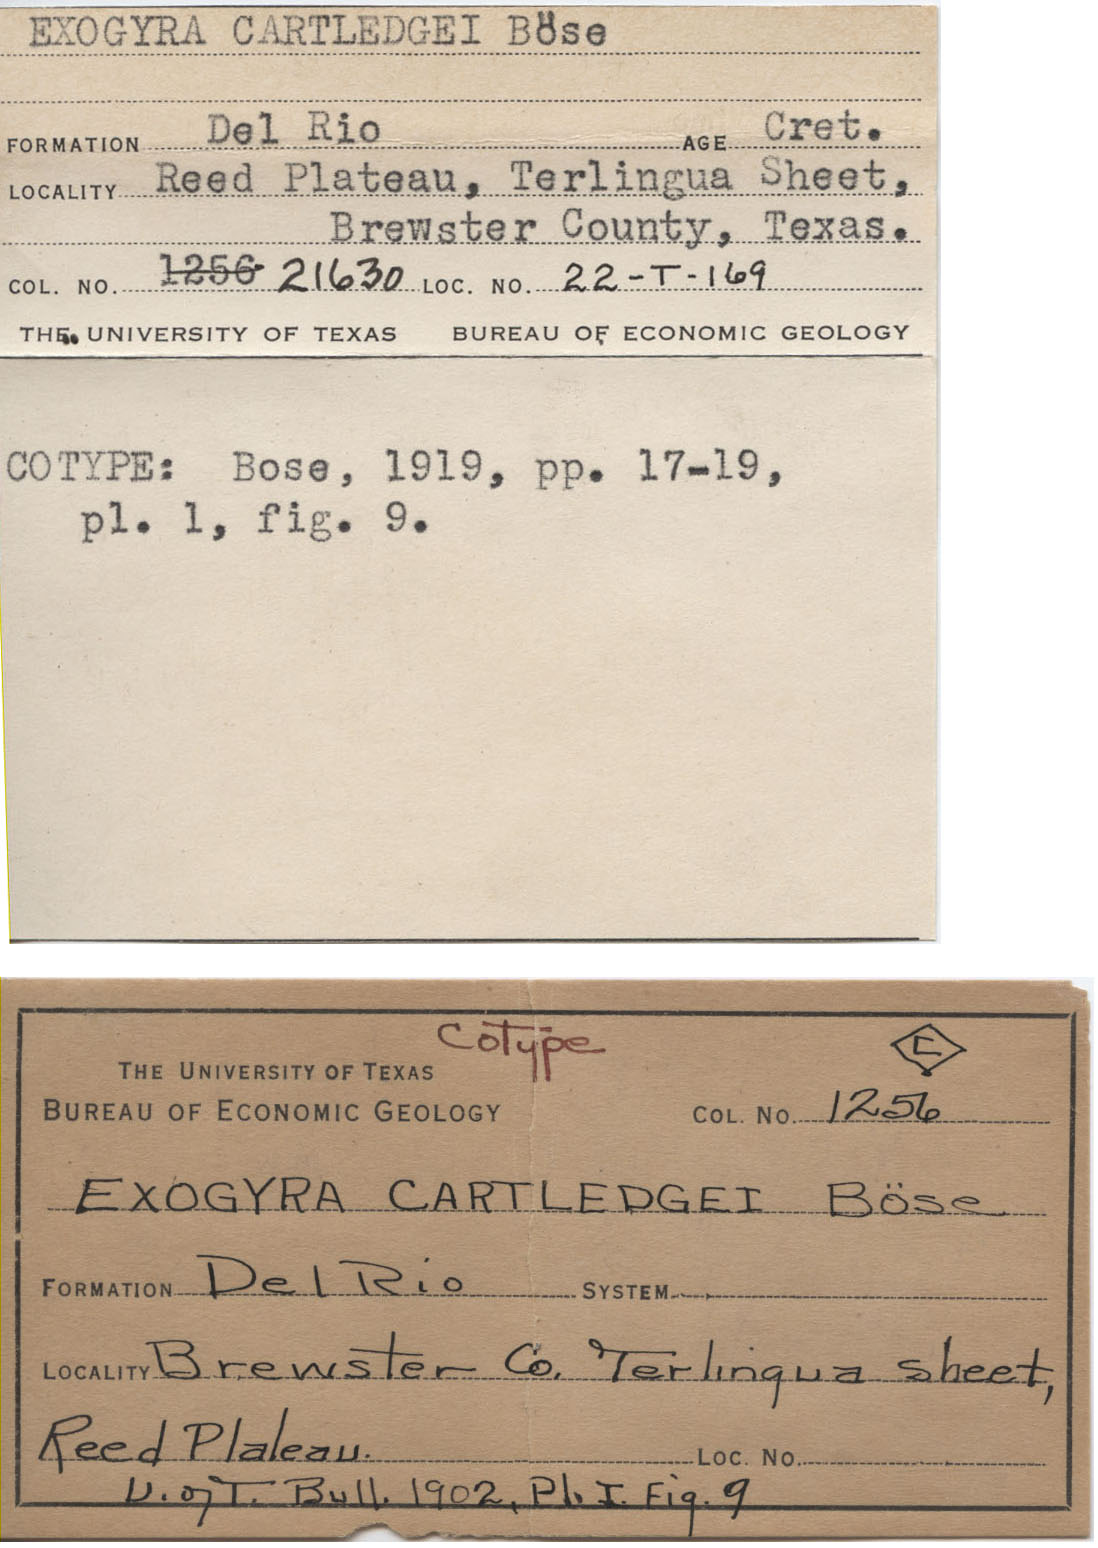 EXOGYRA CARTLEDGEI Böse
FORMATION Del Rio AGE Cret.
LOCALITY Reed Plateau, Terlingua Sheet,
Brewster County, Texas.
COL. NO. 1256 21630 LOC. NO. 22-T-169
THE UNIVERSITY OF TEXAS BUREAU OF ECONOMIC GEOLOGY
COTYPE: Bose, 1919, pp. 17-19,
pl. 1, fig. 9.
Cotype
E
THE UNIVERSITY OF TEXAS
BUREAU OF ECONOMIC GEOLOGY COL. NO. 1256
EXOGYRA CARTLEDGEI Böse
FORMATION Del Rio SYSTEM
LOCALITY Brewster Co. Terlingua sheet,
Reed Plateau. LOC. NO.
U. of T. Bull. 1902, Pl. I. Fig. 9